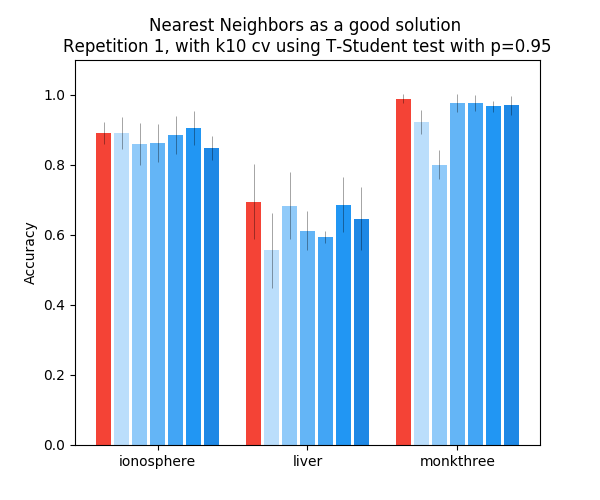 Nearest Neighbors as a good solution
Repetition 1, with k10 cv using T-Student test with p=0.95
1.0
0.8
0.6
0.4
0.2
0.0
Accuracy
ionosphere
liver
monkthree